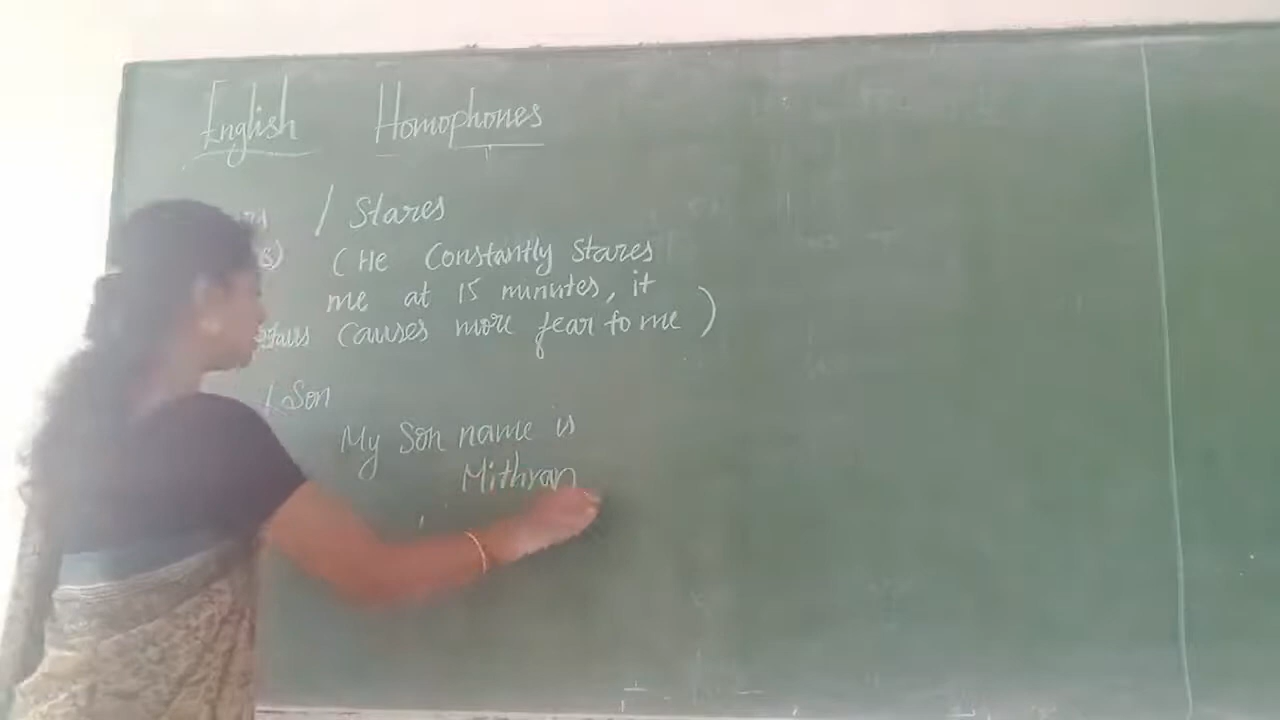 English Homophones
/ Stares
(He Constantly stares
me at 15 minutes, it
causes more fear to me )
/ Son
My Son name is
Mithran